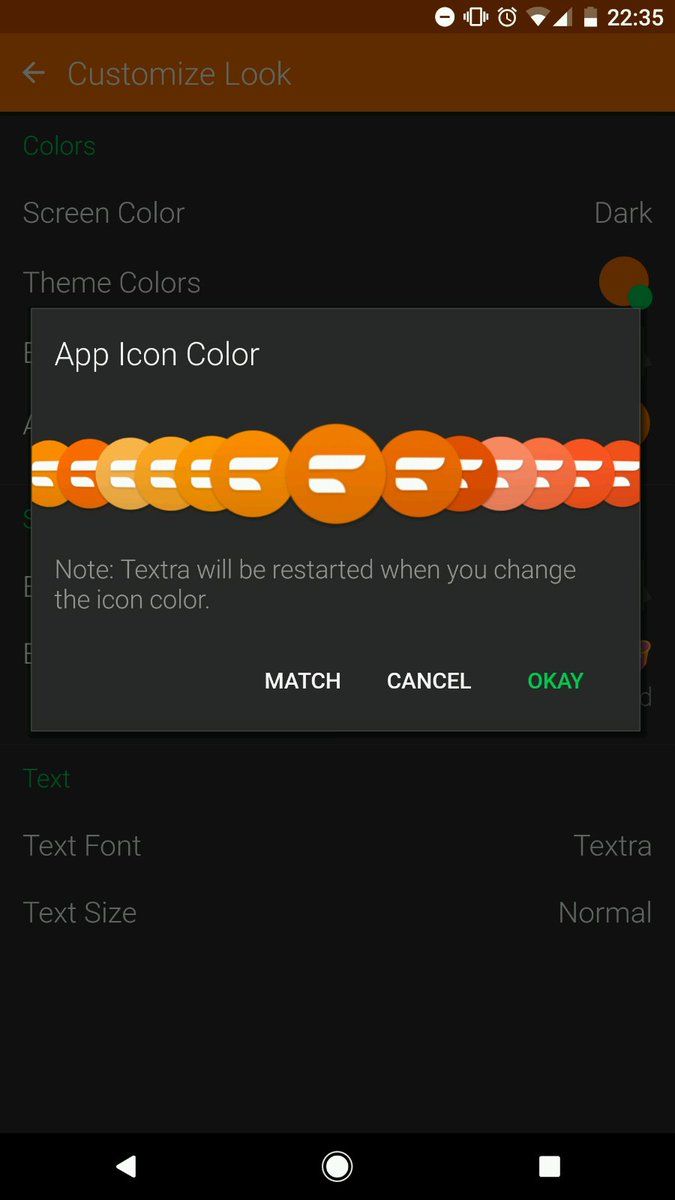 22:35
Customize Look
Colors
Screen Color Dark
Theme Colors
App Icon Color
Note: Textra will be restarted when you change
the icon color.
MATCH CANCEL OKAY
Text
Text Font Textra
Text Size Normal